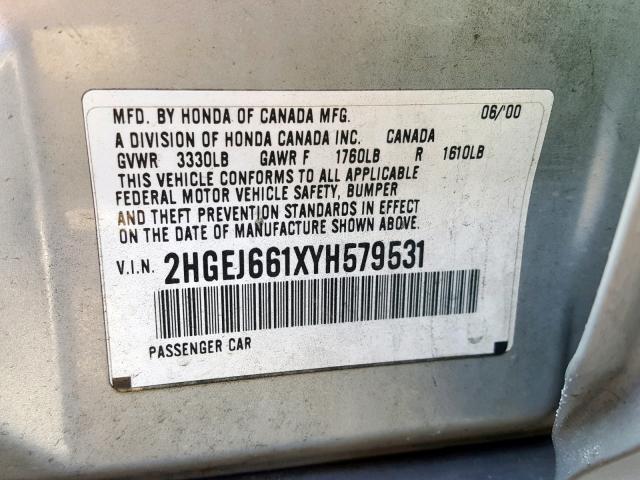 MFD. BY HONDA OF CANADA MFG. 06/'00
A DIVISION OF HONDA CANADA INC. CANADA
GVWR 3330LB GAWR F 1760LB R 1610LB
THIS VEHICLE CONFORMS TO ALL APPLICABLE
FEDERAL MOTOR VEHICLE SAFETY, BUMPER
AND THEFT PREVENTION STANDARDS IN EFFECT
ON THE DATE OF MANUFACTURE SHOWN ABOVE.
V.I.N. 2HGEJ661XYH579531
PASSENGER CAR